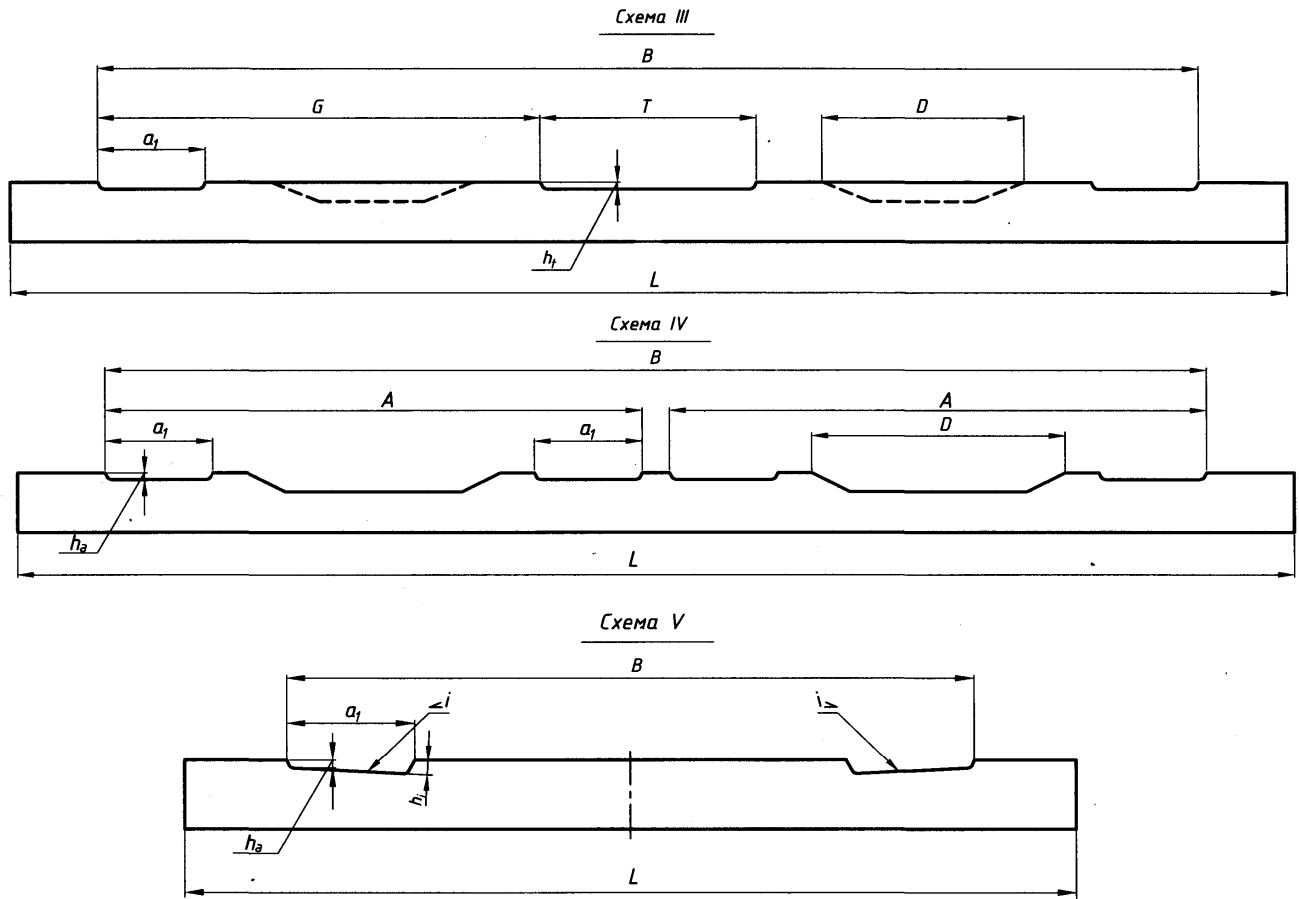 Схема III
B
G T D
a₁
hₜ
L
Схема IV
B
A A
a₁ a₁ D
hₐ
L
Схема V
B
a₁ i i
hᵢ
hₐ
L